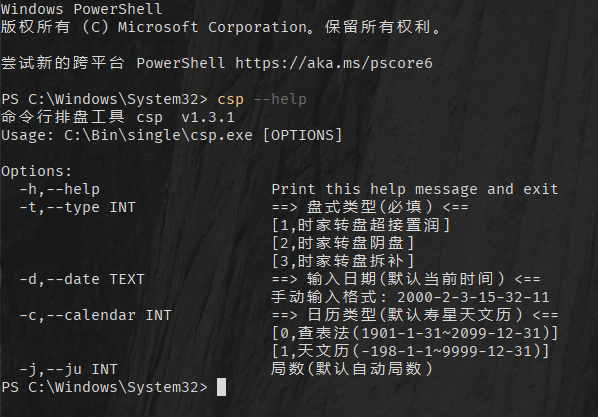 Windows PowerShell
版权所有 (C) Microsoft Corporation。保留所有权利。
尝试新的跨平台 PowerShell https://aka.ms/pscore6
PS C:\Windows\System32> csp --help
命令行排盘工具 csp  v1.3.1
Usage: C:\Bin\single\csp.exe [OPTIONS]
Options:
  -h,--help                   Print this help message and exit
  -t,--type INT               ==> 盘式类型(必填) <==
                              [1,时家转盘超接置润]
                              [2,时家转盘阴盘]
                              [3,时家转盘拆补]
  -d,--date TEXT              ==> 输入日期(默认当前时间) <==
                              手动输入格式: 2000-2-3-15-32-11
  -c,--calendar INT           ==> 日历类型(默认寿星天文历) <==
                              [0,查表法(1901-1-31~2099-12-31)]
                              [1,天文历(-198-1-1~9999-12-31)]
  -j,--ju INT                 局数(默认自动局数)
PS C:\Windows\System32>